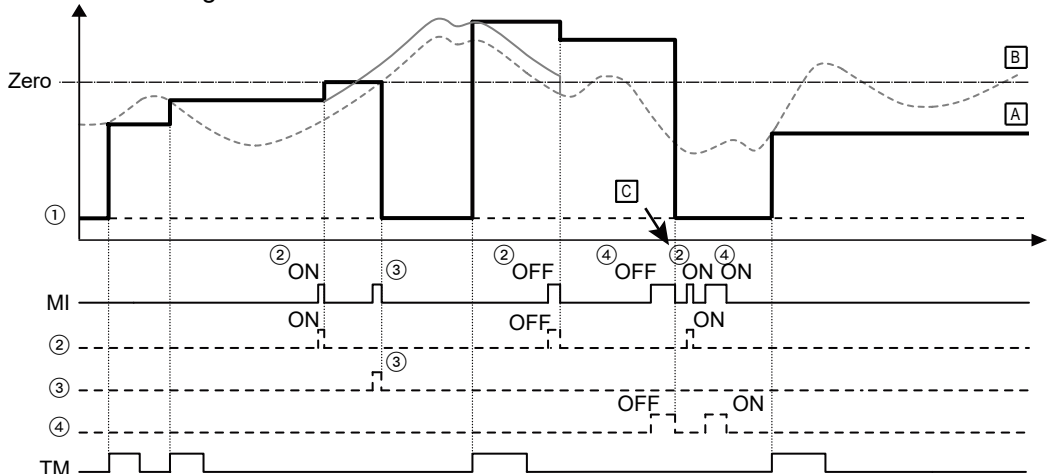 Zero
B
A
C
①
② ON ③ ② OFF ④ OFF ② ON ④ ON
MI
ON OFF ON
②
③
③
OFF ON
④
TM